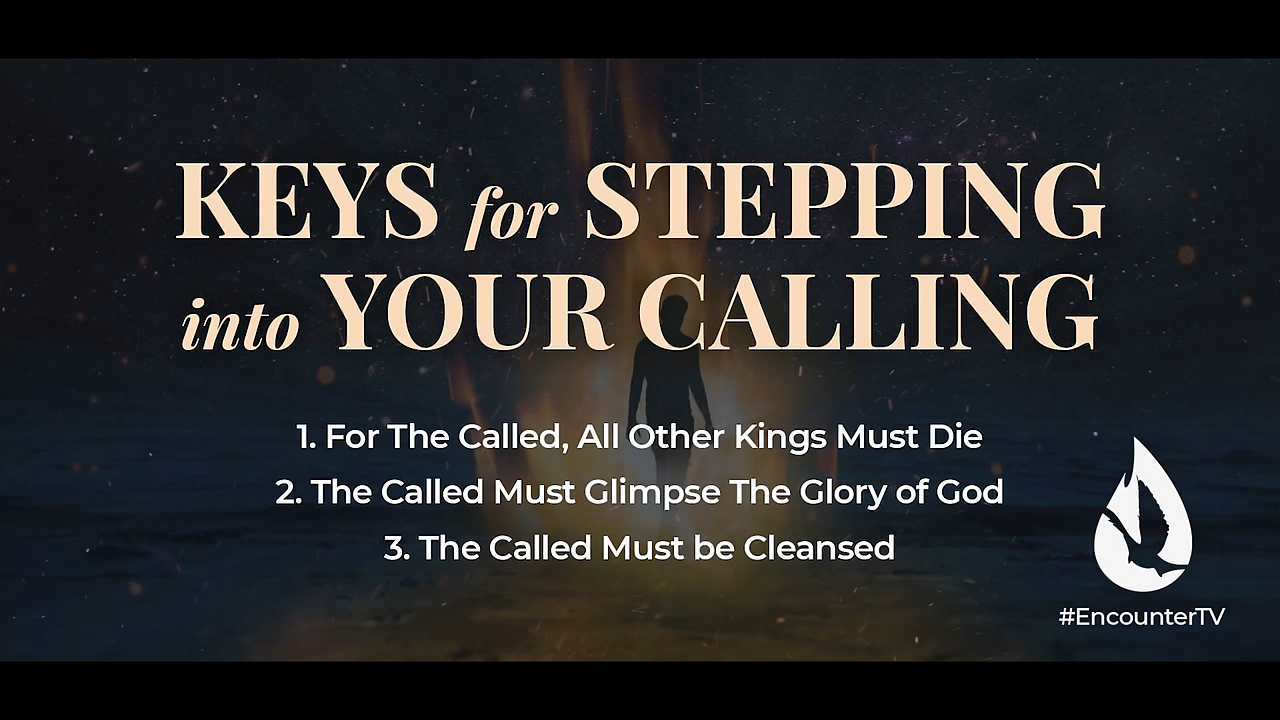 KEYS for STEPPING
into YOUR CALLING
1. For The Called, All Other Kings Must Die
2. The Called Must Glimpse The Glory of God
3. The Called Must be Cleansed
#EncounterTV